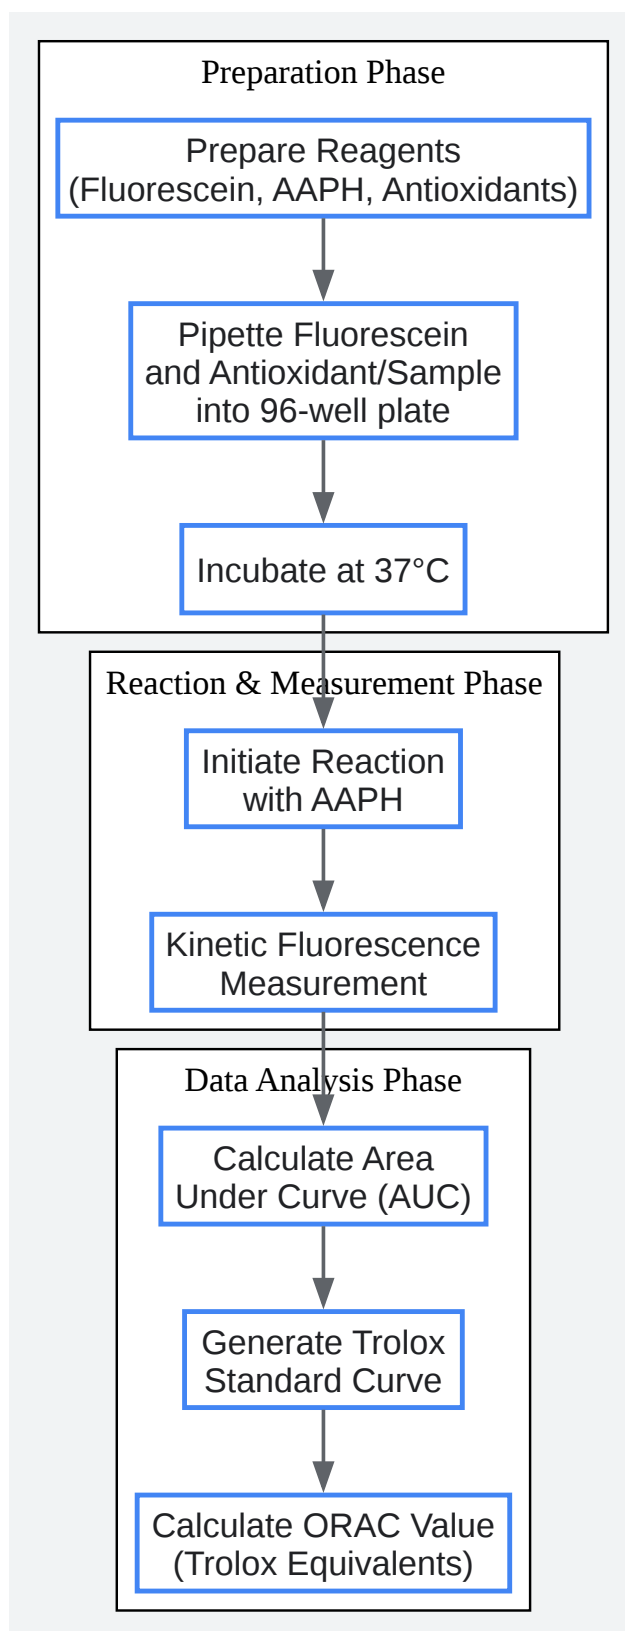 Preparation Phase
Prepare Reagents
(Fluorescein, AAPH, Antioxidants)
Pipette Fluorescein
and Antioxidant/Sample
into 96-well plate
Incubate at 37°C
Reaction & Measurement Phase
Initiate Reaction
with AAPH
Kinetic Fluorescence
Measurement
Data Analysis Phase
Calculate Area
Under Curve (AUC)
Generate Trolox
Standard Curve
Calculate ORAC Value
(Trolox Equivalents)